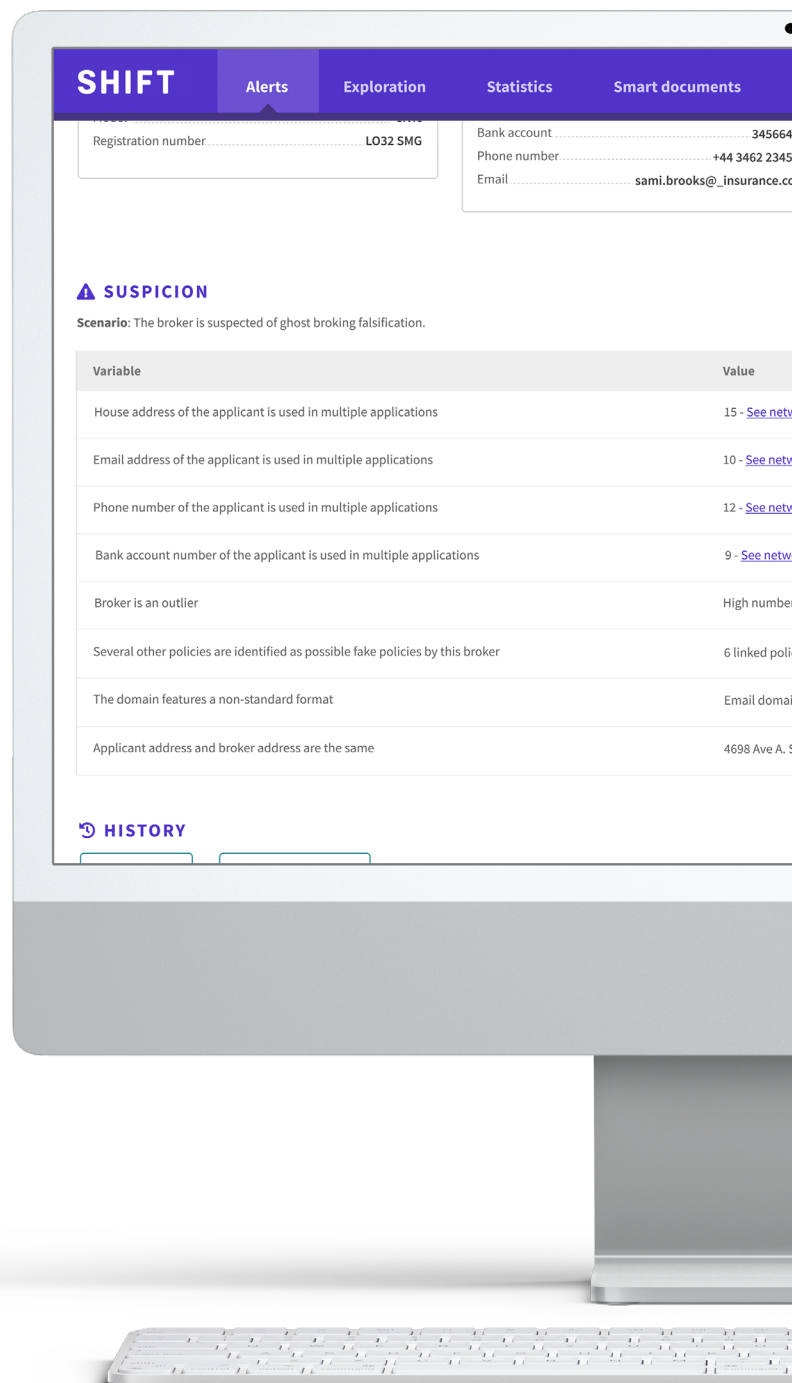 SHIFT
Alerts
Exploration
Statistics
Smart documents
Registration number
LO32 SMG
Bank account
345664
Phone number
+44 3462 2345
Email
sami.brooks@_insurance.co
SUSPICION
Scenario: The broker is suspected of ghost broking falsification.
Variable
Value
House address of the applicant is used in multiple applications
15 - See netw
Email address of the applicant is used in multiple applications
10 - See netw
Phone number of the applicant is used in multiple applications
12 - See netw
Bank account number of the applicant is used in multiple applications
9 - See netw
Broker is an outlier
High number
Several other policies are identified as possible fake policies by this broker
6 linked poli
The domain features a non-standard format
Email domai
Applicant address and broker address are the same
4698 Ave A. S
HISTORY